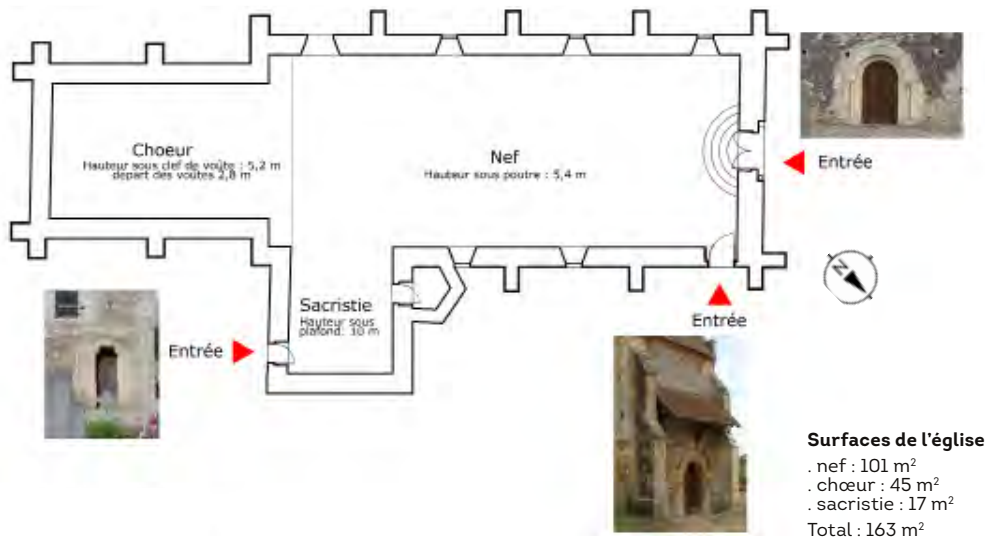 Choeur
Hauteur sous clef de voûte : 5,2 m
depart des voûtes 2,8 m
Nef
Hauteur sous poutre : 5,4 m
Entrée
Sacristie
Hauteur sous
plafond: 10 m
Entrée
Entrée
N
Surfaces de l'église
. nef : 101 m²
. chœur : 45 m²
. sacristie : 17 m²
Total : 163 m²